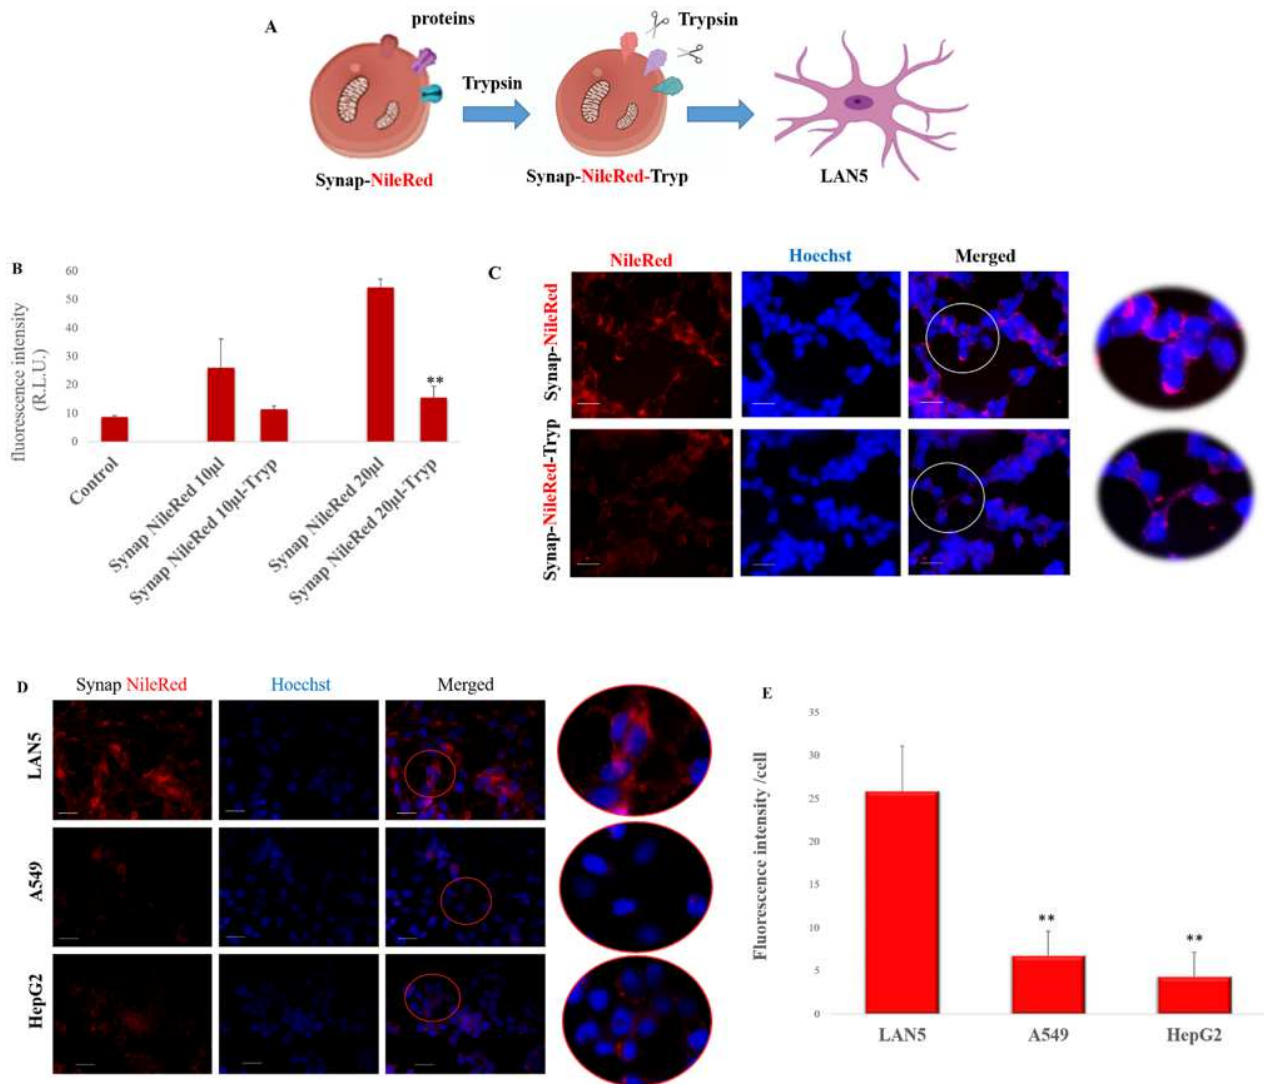 A
proteins
Trypsin
Trypsin
Synap-NileRed
Synap-NileRed-Tryp
LAN5
B
fluorescence intensity
(R.L.U.)
60
50
40
30
20
10
0
**
Control
Synap NileRed 10µl
Synap NileRed 10µl-Tryp
Synap NileRed 20µl
Synap NileRed 20µl-Tryp
C
NileRed
Hoechst
Merged
Synap-NileRed
Synap-NileRed-Tryp
D
Synap NileRed
Hoechst
Merged
LAN5
A549
HepG2
E
Fluorescence intensity /cell
35
30
25
20
15
10
5
0
**
**
LAN5
A549
HepG2